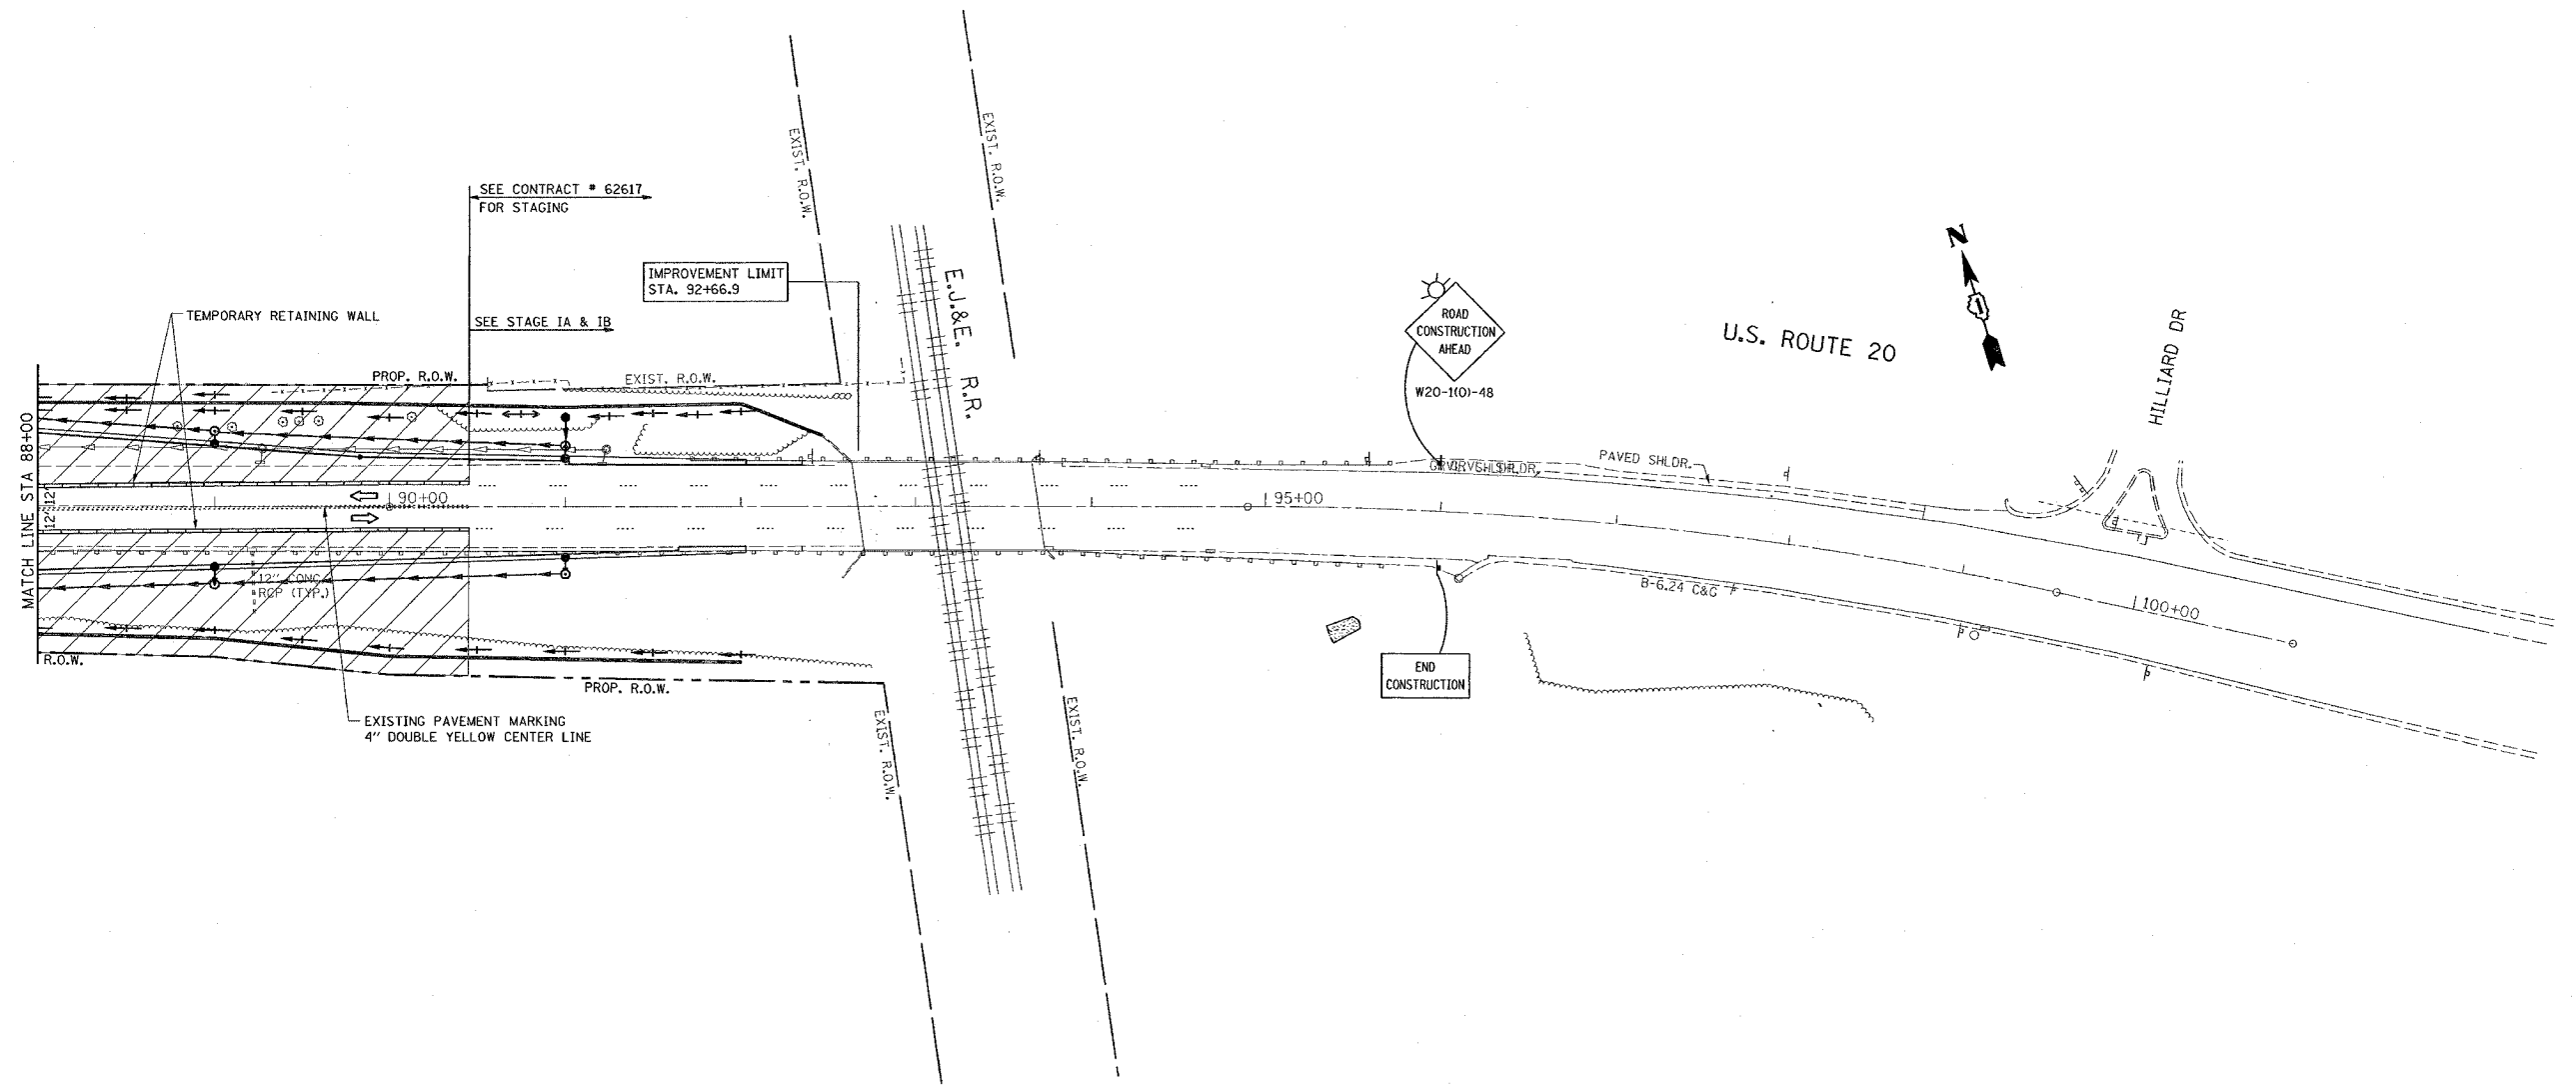 EXIST. R.O.W.
EXIST. R.O.W.
SEE CONTRACT # 62617
FOR STAGING
IMPROVEMENT LIMIT
STA. 92+66.9
E.J.&E. R.R.
TEMPORARY RETAINING WALL
SEE STAGE IA & IB
ROAD
CONSTRUCTION
AHEAD
W20-1(O)-48
U.S. ROUTE 20
N
HILLIARD DR
PROP. R.O.W.
EXIST. R.O.W.
MATCH LINE STA 88+00
12'
12'
90+00
95+00
PAVED SHLDR.
12" CONC.
RCP (TYP.)
B-6.24 C&G
100+00
R.O.W.
PROP. R.O.W.
END
CONSTRUCTION
EXISTING PAVEMENT MARKING
4" DOUBLE YELLOW CENTER LINE
EXIST. R.O.W.
EXIST. R.O.W.